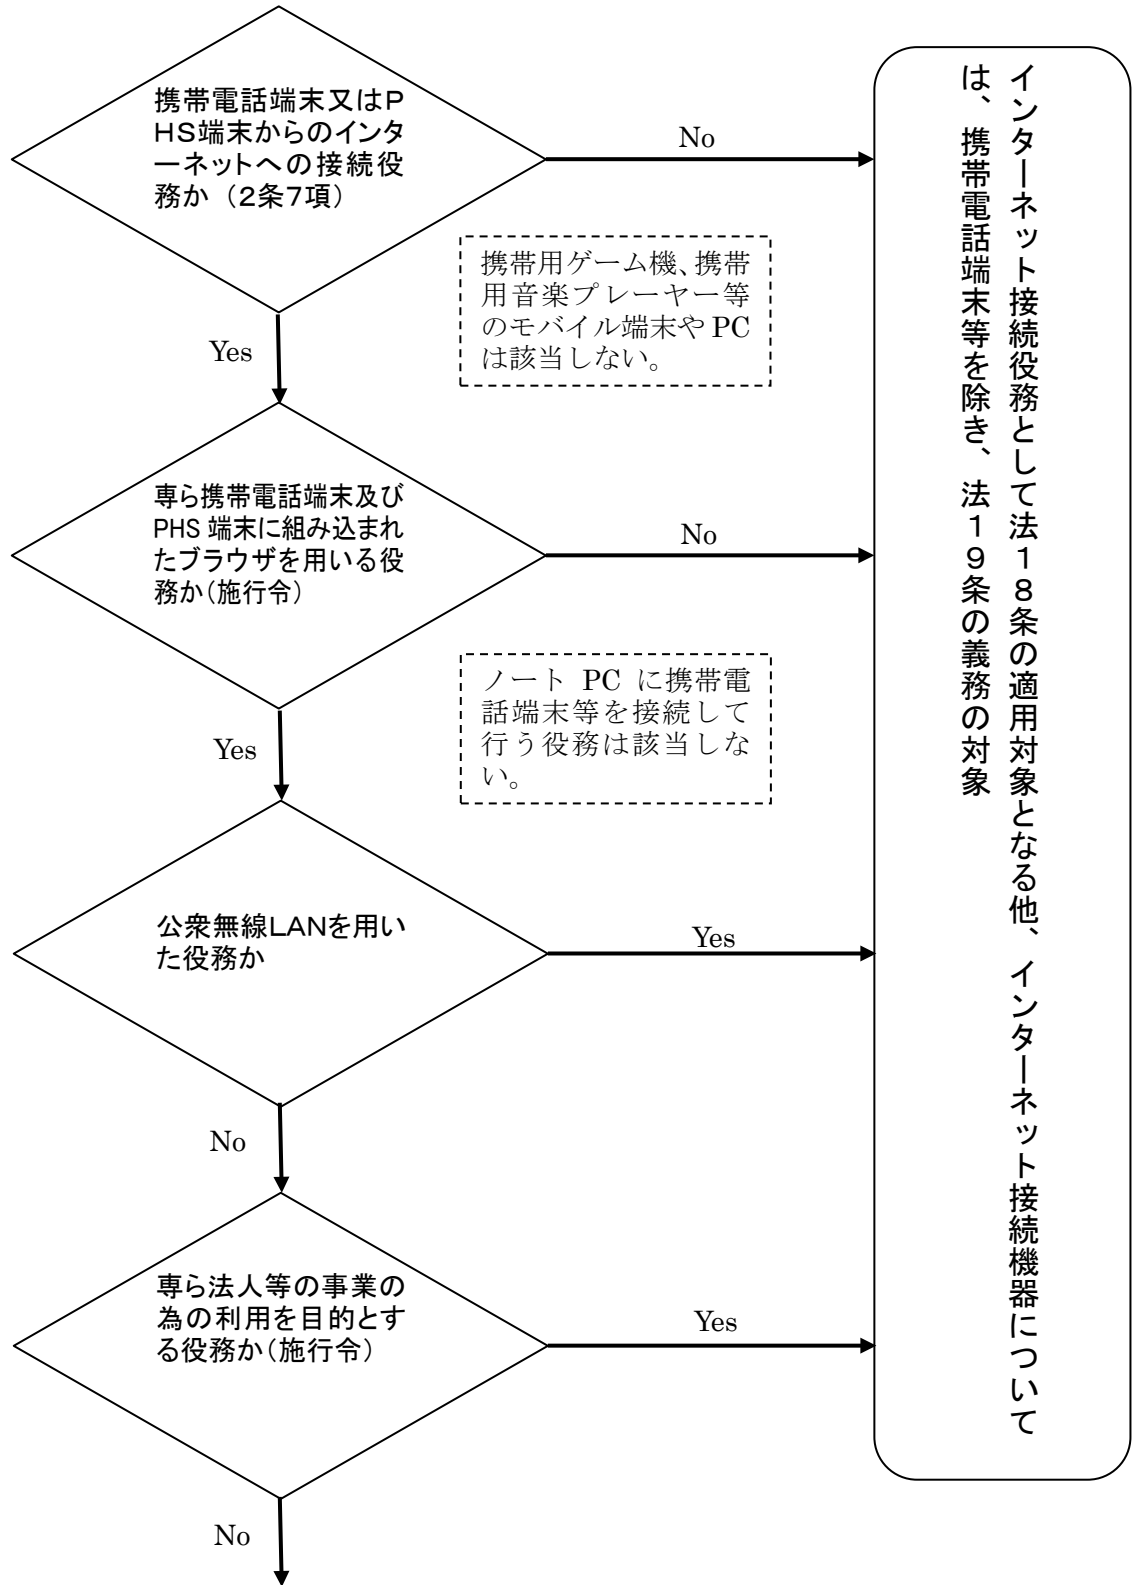 携帯電話端末又はP
HS端末からのインタ
ーネットへの接続役
務か（2条7項）
No
携帯用ゲーム機、携帯
用音楽プレーヤー等
のモバイル端末や PC
は該当しない。
Yes
専ら携帯電話端末及び
PHS 端末に組み込まれ
たブラウザを用いる役
務か（施行令）
No
ノート PC に携帯電
話端末等を接続して
行う役務は該当しな
い。
Yes
公衆無線LANを用い
た役務か
Yes
No
専ら法人等の事業の
為の利用を目的とす
る役務か（施行令）
Yes
No
インターネット接続役務として法１８条の適用対象となる他、インターネット接続機器について
は、携帯電話端末等を除き、法１９条の義務の対象